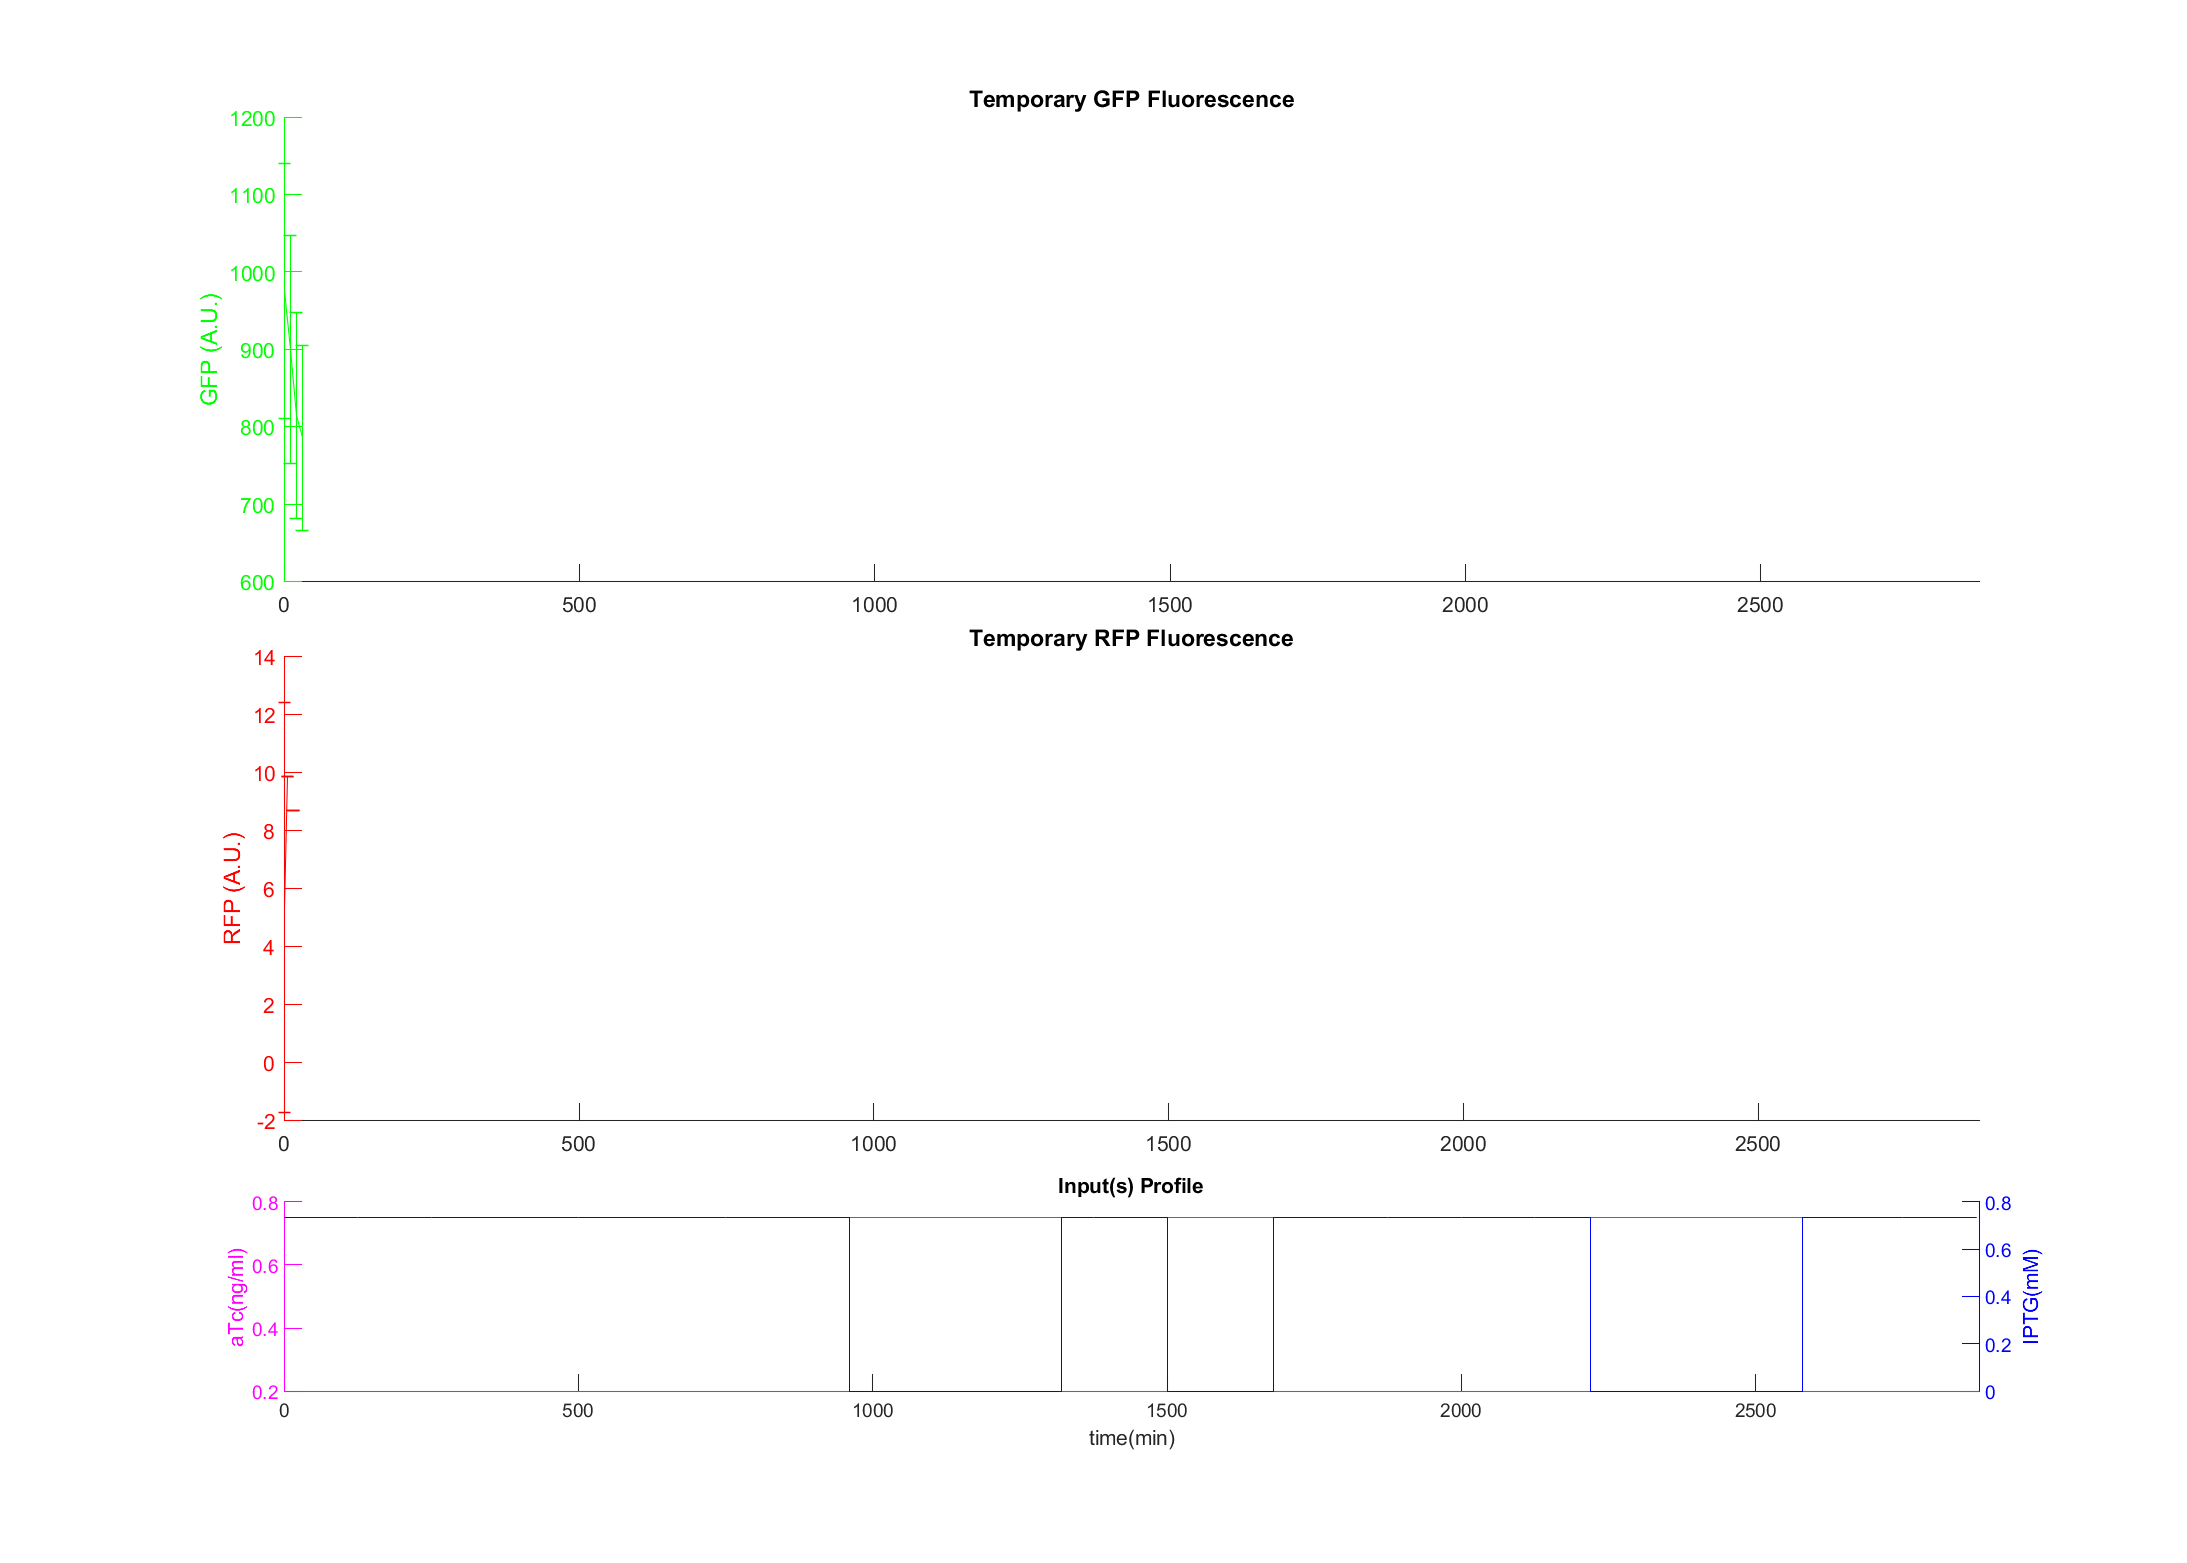 Temporary GFP Fluorescence
1200
1100
1000
900
800
700
600
GFP (A.U.)
0 500 1000 1500 2000 2500
Temporary RFP Fluorescence
14
12
10
8
6
4
2
0
-2
RFP (A.U.)
0 500 1000 1500 2000 2500
Input(s) Profile
0.8
0.6
0.4
0.2
aTc(ng/ml)
0.8
0.6
0.4
0.2
0
IPTG(mM)
0 500 1000 1500 2000 2500
time(min)